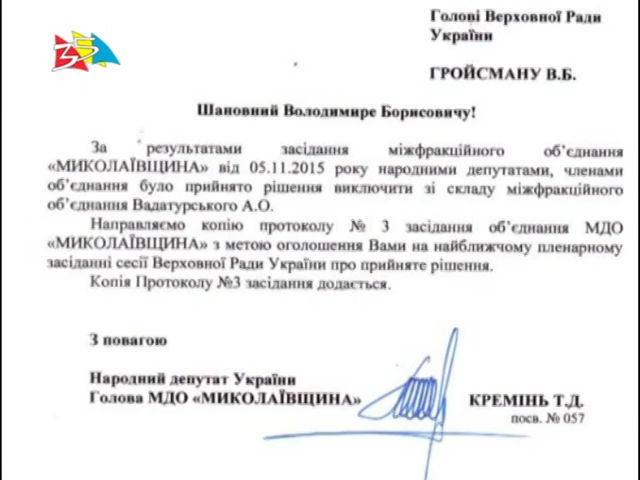 35
Голові Верховної Ради
України
ГРОЙСМАНУ В.Б.
Шановний Володимире Борисовичу!
За результатами засідання міжфракційного об’єднання
«МИКОЛАЇВЩИНА» від 05.11.2015 року народними депутатами, членами
об’єднання було прийнято рішення виключити зі складу міжфракційного
об’єднання Вадатурського А.О.
Направляємо копію протоколу № 3 засідання об’єднання МДО
«МИКОЛАЇВЩИНА» з метою оголошення Вами на найближчому пленарному
засіданні сесії Верховної Ради України про прийняте рішення.
Копія Протоколу №3 засідання додається.
З повагою
Народний депутат України
Голова МДО «МИКОЛАЇВЩИНА» КРЕМІНЬ Т.Д.
посв. № 057